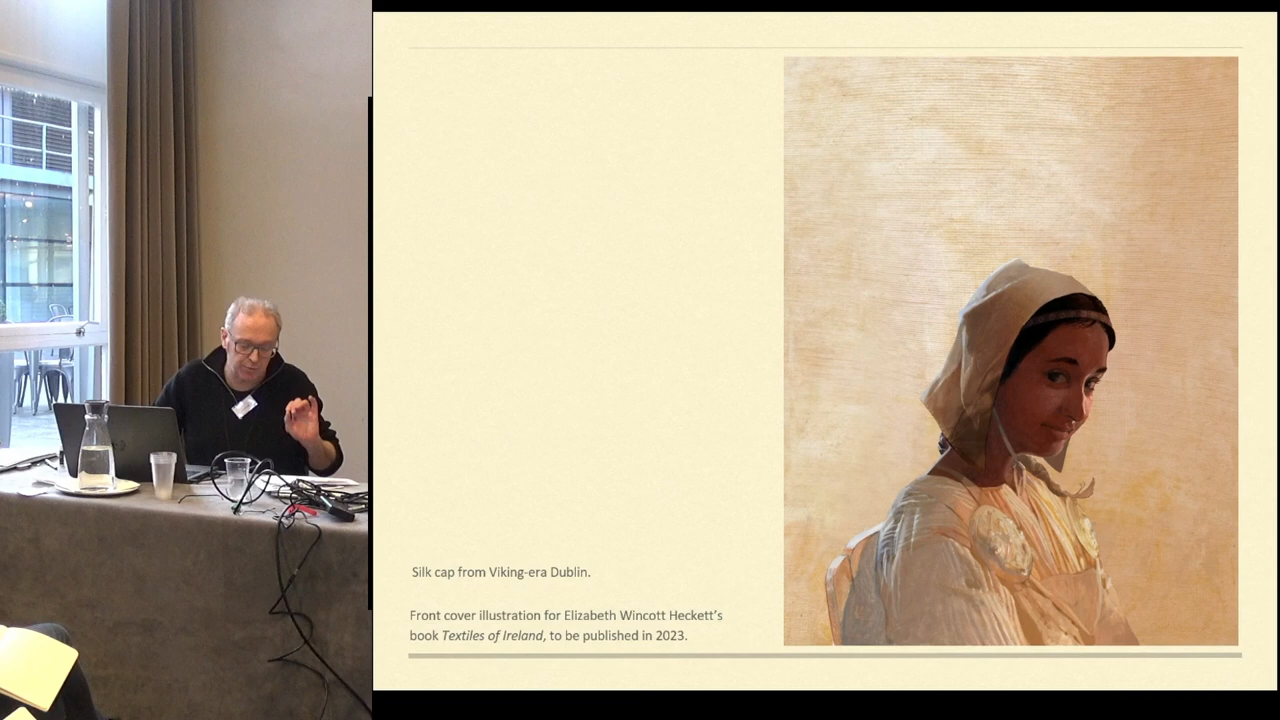 Silk cap from Viking-era Dublin.
Front cover illustration for Elizabeth Wincott Heckett's
book Textiles of Ireland, to be published in 2023.